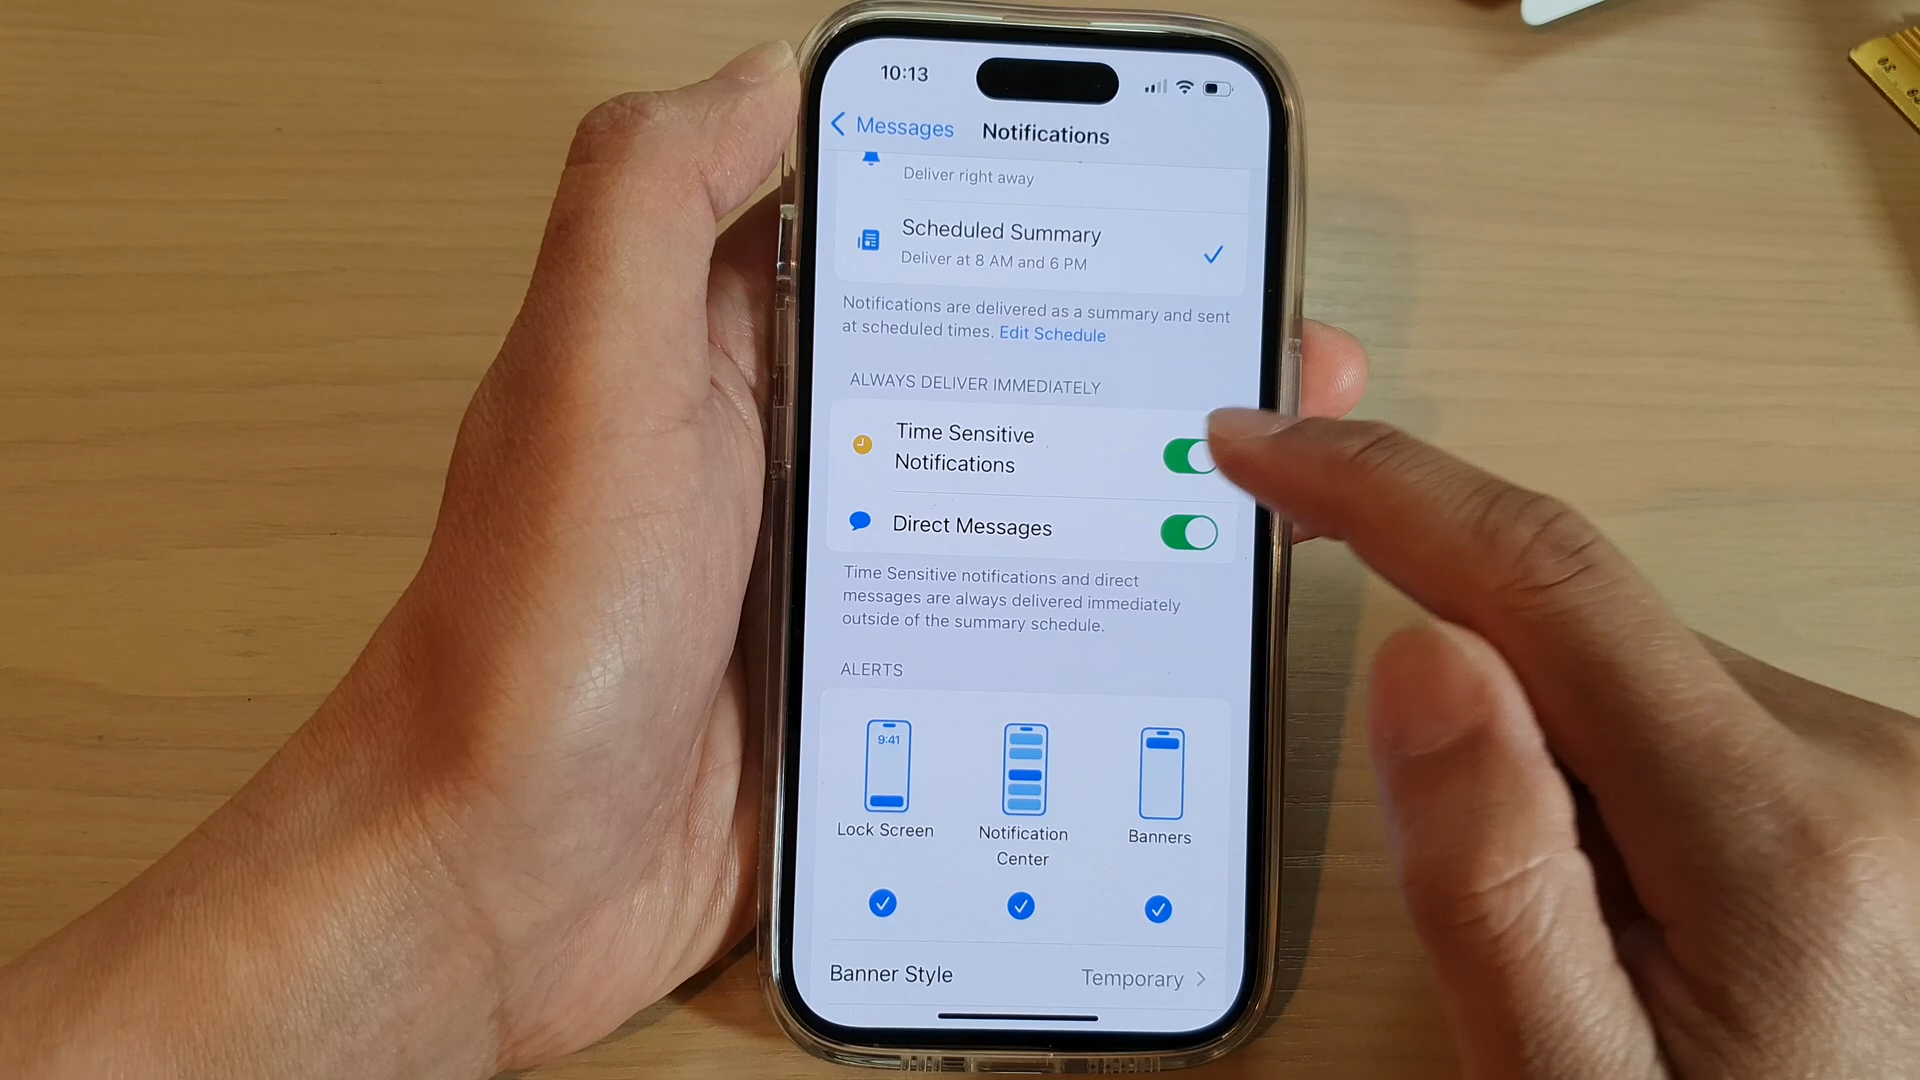 10:13
Messages
Notifications
Deliver right away
Scheduled Summary
Deliver at 8 AM and 6 PM
Notifications are delivered as a summary and sent
at scheduled times. Edit Schedule
ALWAYS DELIVER IMMEDIATELY
Time Sensitive
Notifications
Direct Messages
Time Sensitive notifications and direct
messages are always delivered immediately
outside of the summary schedule.
ALERTS
9:41
Lock Screen
Notification
Center
Banners
Banner Style
Temporary